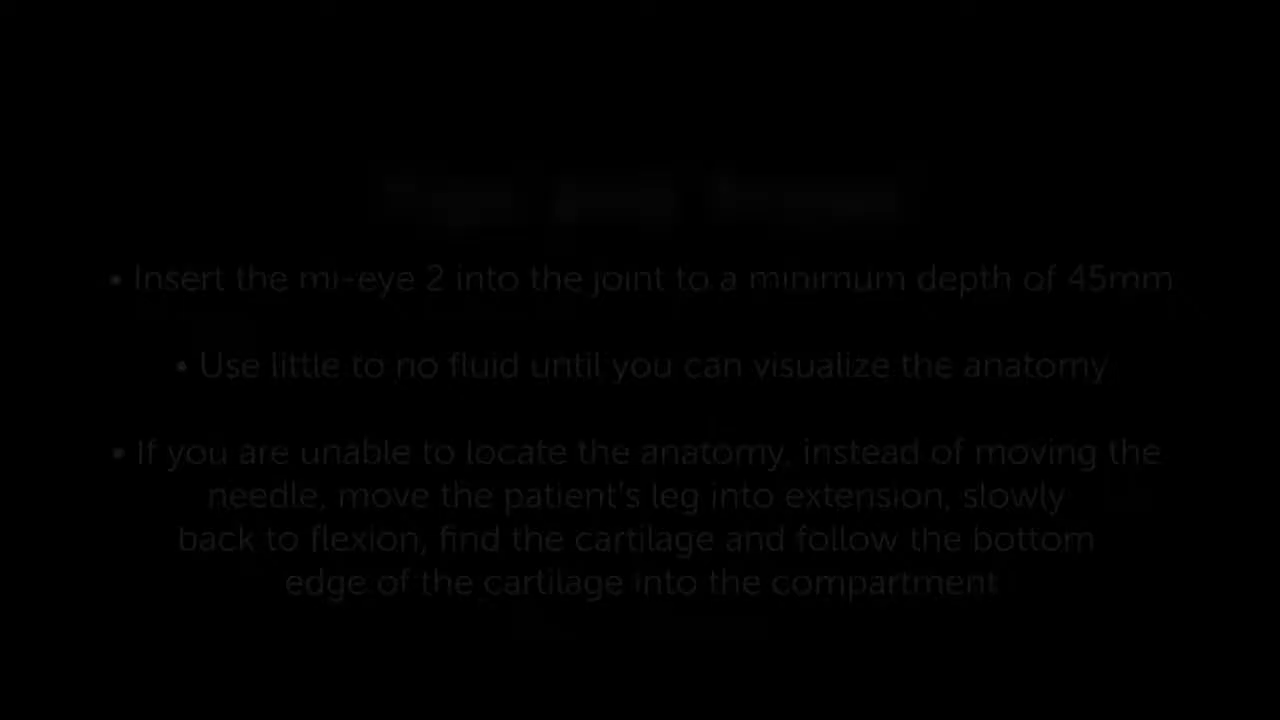 • Insert the mi-eye 2 into the joint to a minimum depth of 45mm
• Use little to no fluid until you can visualize the anatomy
• If you are unable to locate the anatomy, instead of moving the
needle, move the patient's leg into extension, slowly
back to flexion, find the cartilage and follow the bottom
edge of the cartilage into the compartment